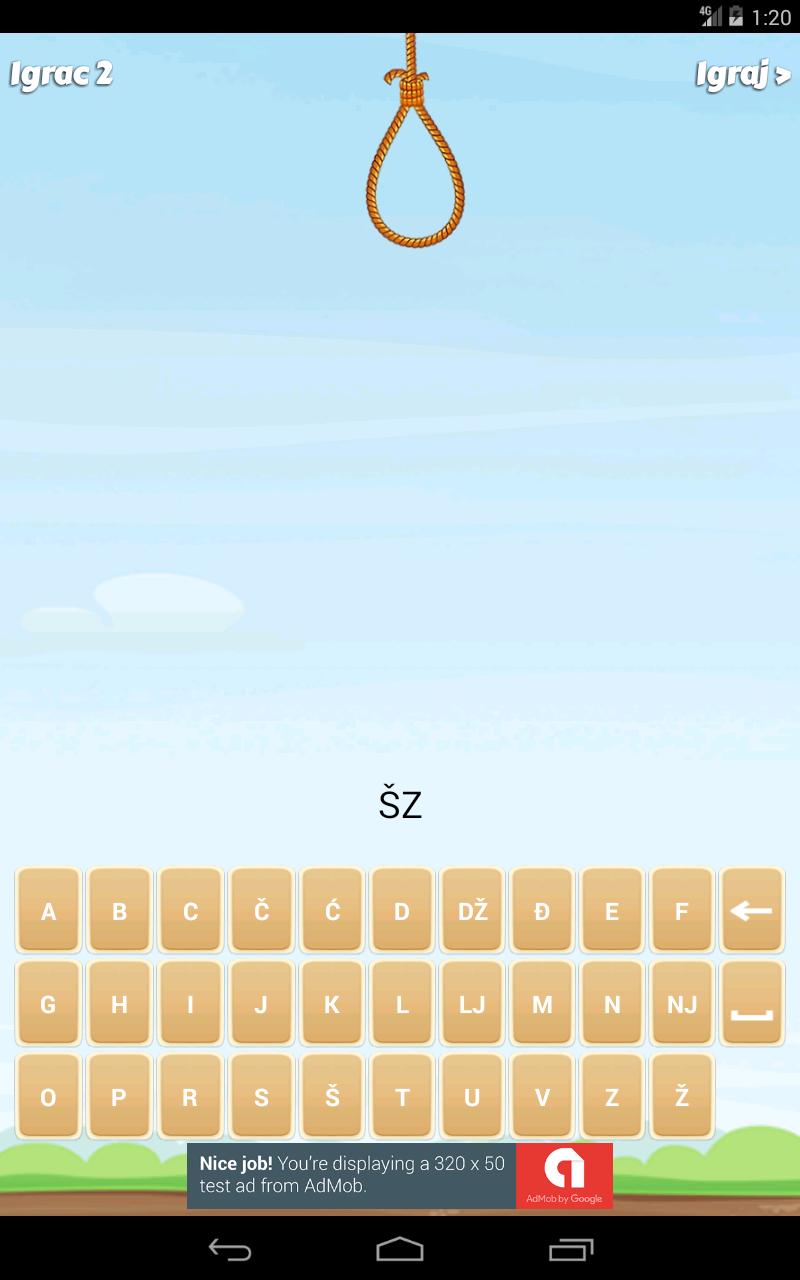 4G 1:20
Igrac 2 Igraj >
ŠZ
A B C Č Ć D DŽ Đ E F
G H I J K L LJ M N NJ
O P R S Š T U V Z Ž
Nice job! You're displaying a 320 x 50
test ad from AdMob.
AdMob by Google